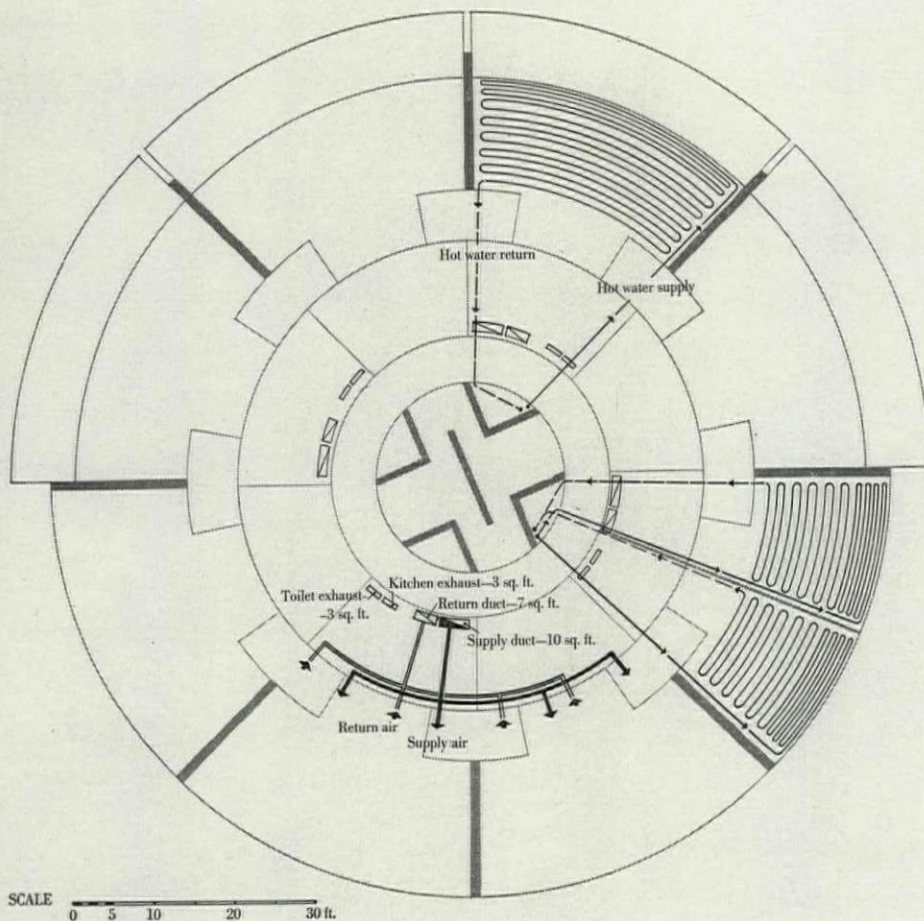 Hot water return
Hot water supply
Kitchen exhaust—3 sq. ft.
Toilet exhaust-
–3 sq. ft.
Return duct—7 sq. ft.
Supply duct—10 sq. ft.
Return air
Supply air
SCALE
0 5 10 20 30 ft.